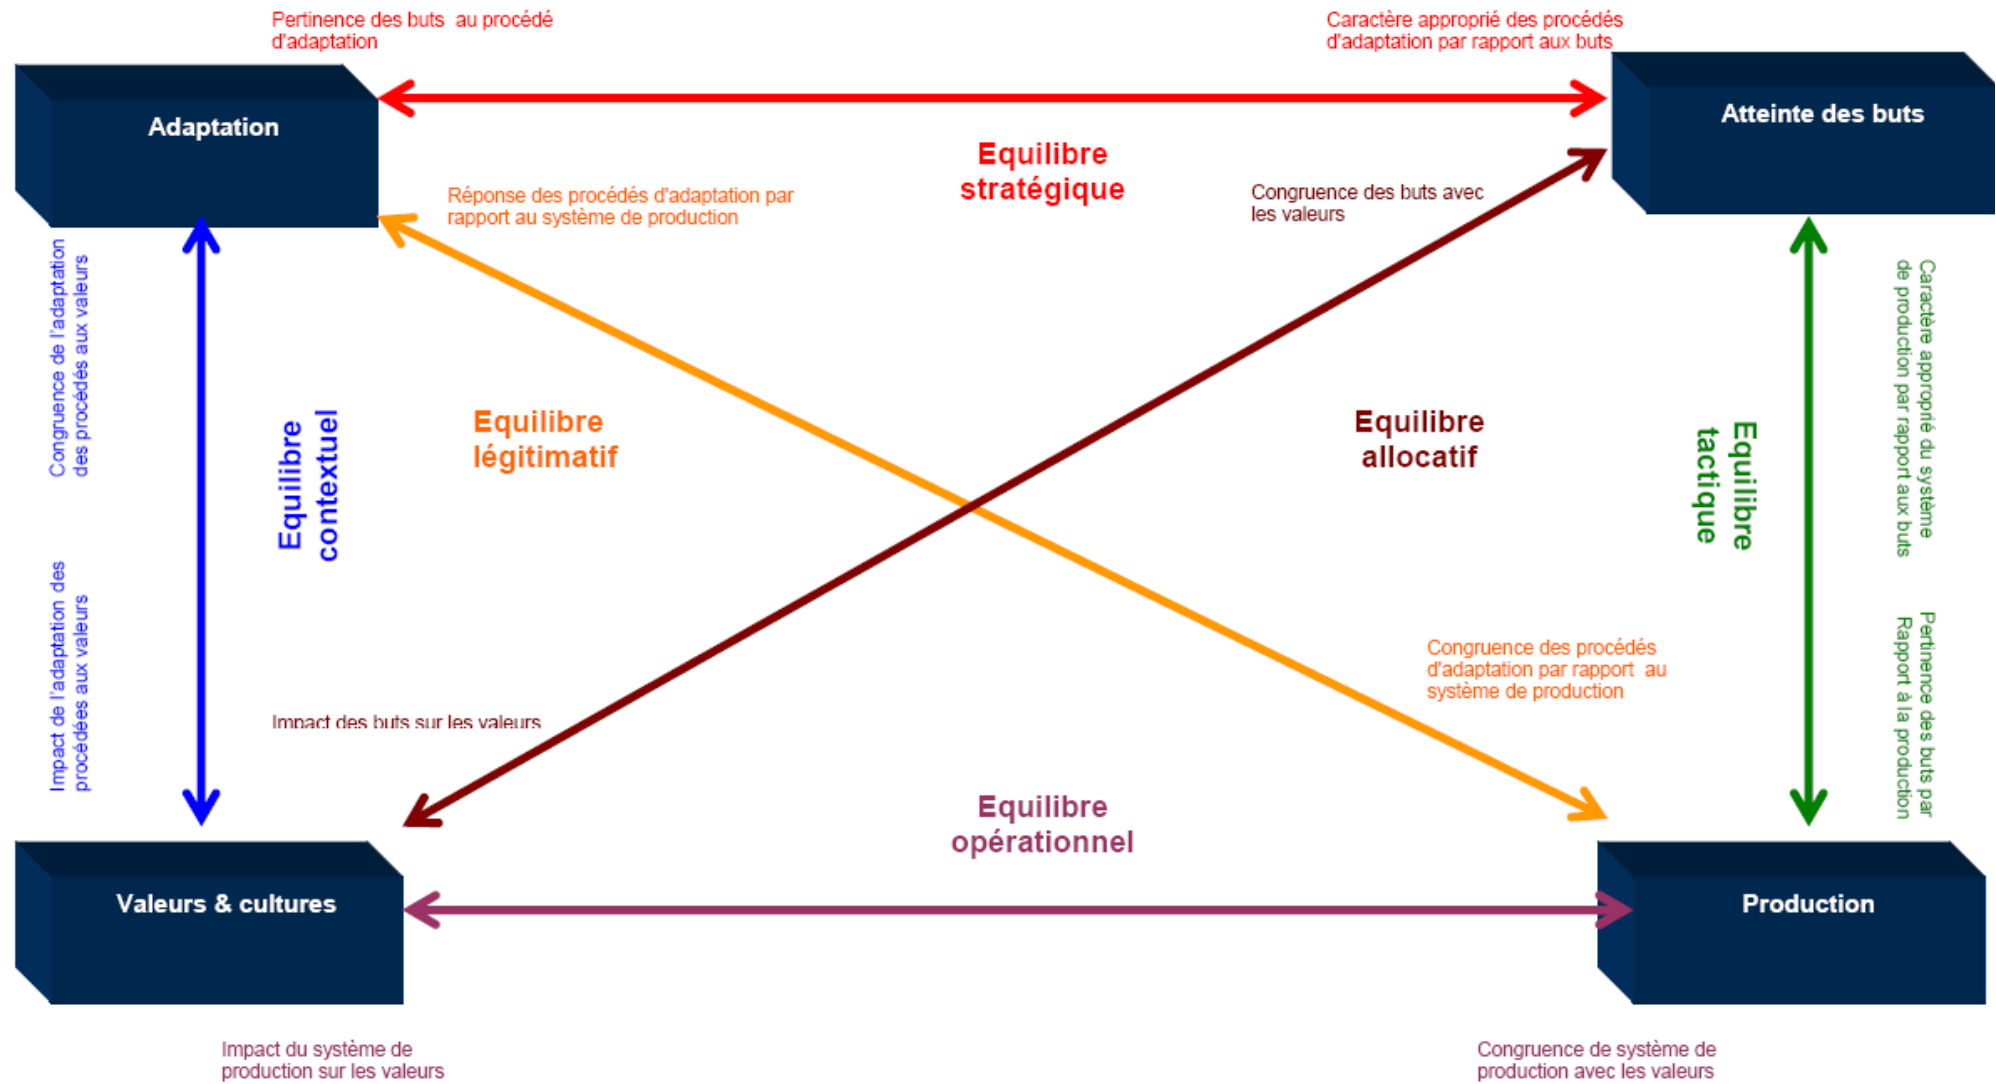 Pertinence des buts au procédé
d'adaptation
Caractère approprié des procédés
d'adaptation par rapport aux buts
Adaptation
Atteinte des buts
Equilibre
stratégique
Réponse des procédés d'adaptation par
rapport au système de production
Congruence des buts avec
les valeurs
Congruence de l'adaptation
des procédés aux valeurs
Caractère approprié du système
de production par rapport aux buts
Equilibre
contextuel
Equilibre
légitimatif
Equilibre
allocatif
Equilibre
tactique
Impact de l'adaptation des
procédées aux valeurs
Pertinence des buts par
Rapport à la production
Congruence des procédés
d'adaptation par rapport au
système de production
Impact des buts sur les valeurs
Equilibre
opérationnel
Valeurs & cultures
Production
Impact du système de
production sur les valeurs
Congruence de système de
production avec les valeurs